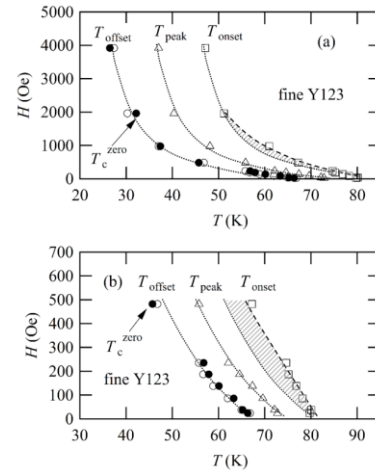 T_offset T_peak T_onset
(a)
5000
4000
3000
2000
1000
0
H (Oe)
fine Y123
T_c^zero
30 40 50 60 70 80
T (K)
700
600
500
400
300
200
100
0
H (Oe)
(b) T_offset T_peak T_onset
T_c^zero
fine Y123
30 40 50 60 70 80 90
T (K)